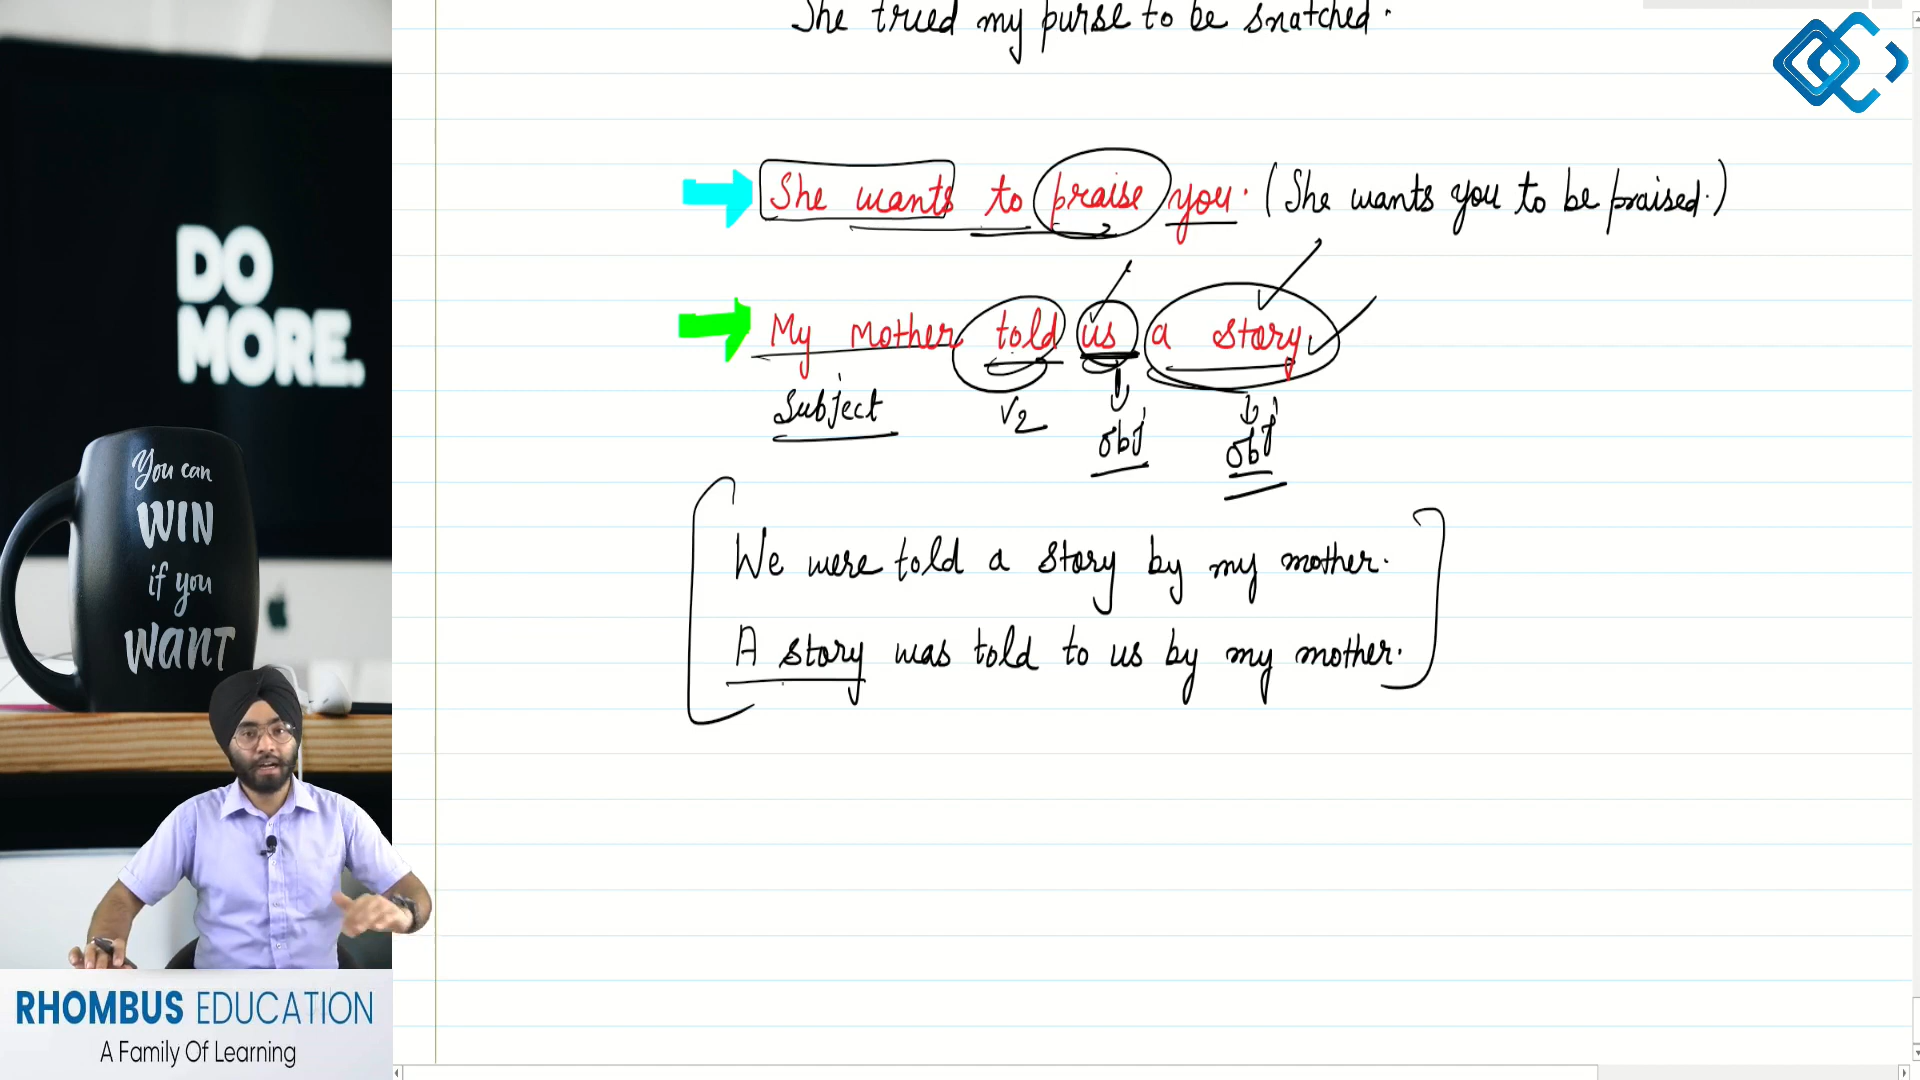 She tried my purse to be snatched.
She wants to praise you. (She wants you to be praised.)
My Mother told us a story.
Subject V2 obj obj
We were told a story by my mother.
A story was told to us by my mother.
DO
MORE.
You can
WIN
if you
WANT
RHOMBUS EDUCATION
A Family Of Learning